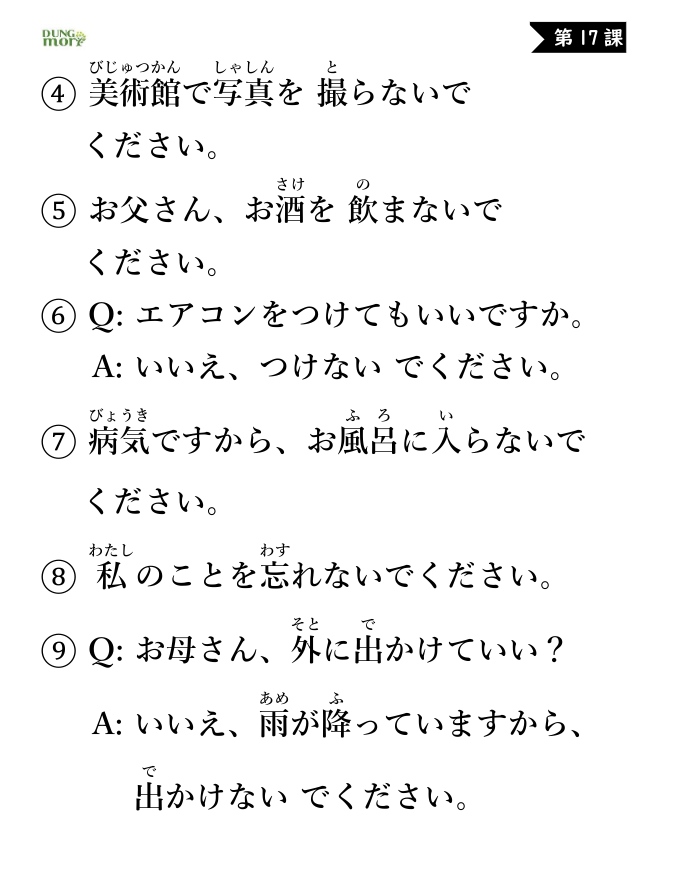 DUNG
mori
第17課
びじゅつかん しゃしん と
④ 美術館で写真を 撮らないで
ください。
さけ の
⑤ お父さん、お酒を 飲まないで
ください。
⑥ Q: エアコンをつけてもいいですか。
A: いいえ、つけない でください。
びょうき ふ ろ い
⑦ 病気ですから、お風呂に入らないで
ください。
わたし わす
⑧ 私のことを忘れないでください。
そと で
⑨ Q: お母さん、外に出かけていい？
あめ ふ
A: いいえ、雨が降っていますから、
で
出かけない でください。